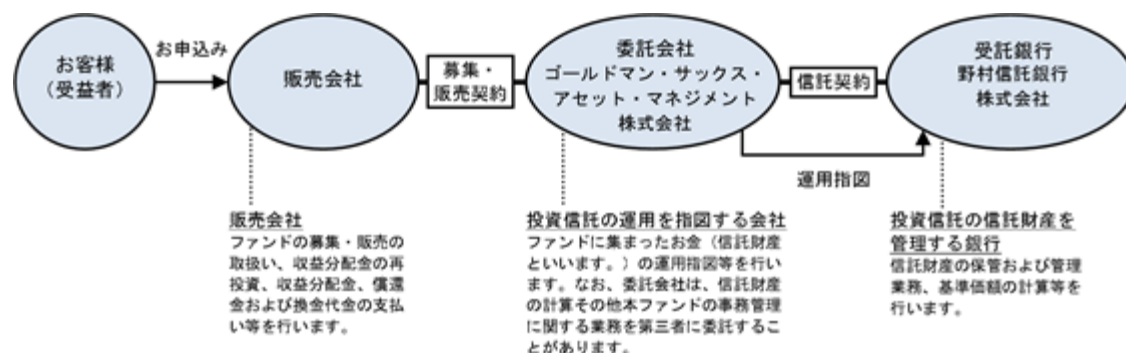 お客様
（受益者）
お申込み
販売会社
募集・
販売契約
委託会社
ゴールドマン・サックス・
アセット・マネジメント
株式会社
信託契約
受託銀行
野村信託銀行
株式会社
運用指図
販売会社
ファンドの募集・販売の
取扱い、収益分配金の再
投資、収益分配金、償還
金および換金代金の支払
い等を行います。
投資信託の運用を指図する会社
ファンドに集まったお金（信託財産
といいます。）の運用指図等を行い
ます。なお、委託会社は、信託財産
の計算その他本ファンドの事務管理
に関する業務を第三者に委託するこ
とがあります。
投資信託の信託財産を
管理する銀行
信託財産の保管および管理
業務、基準価額の計算等を
行います。